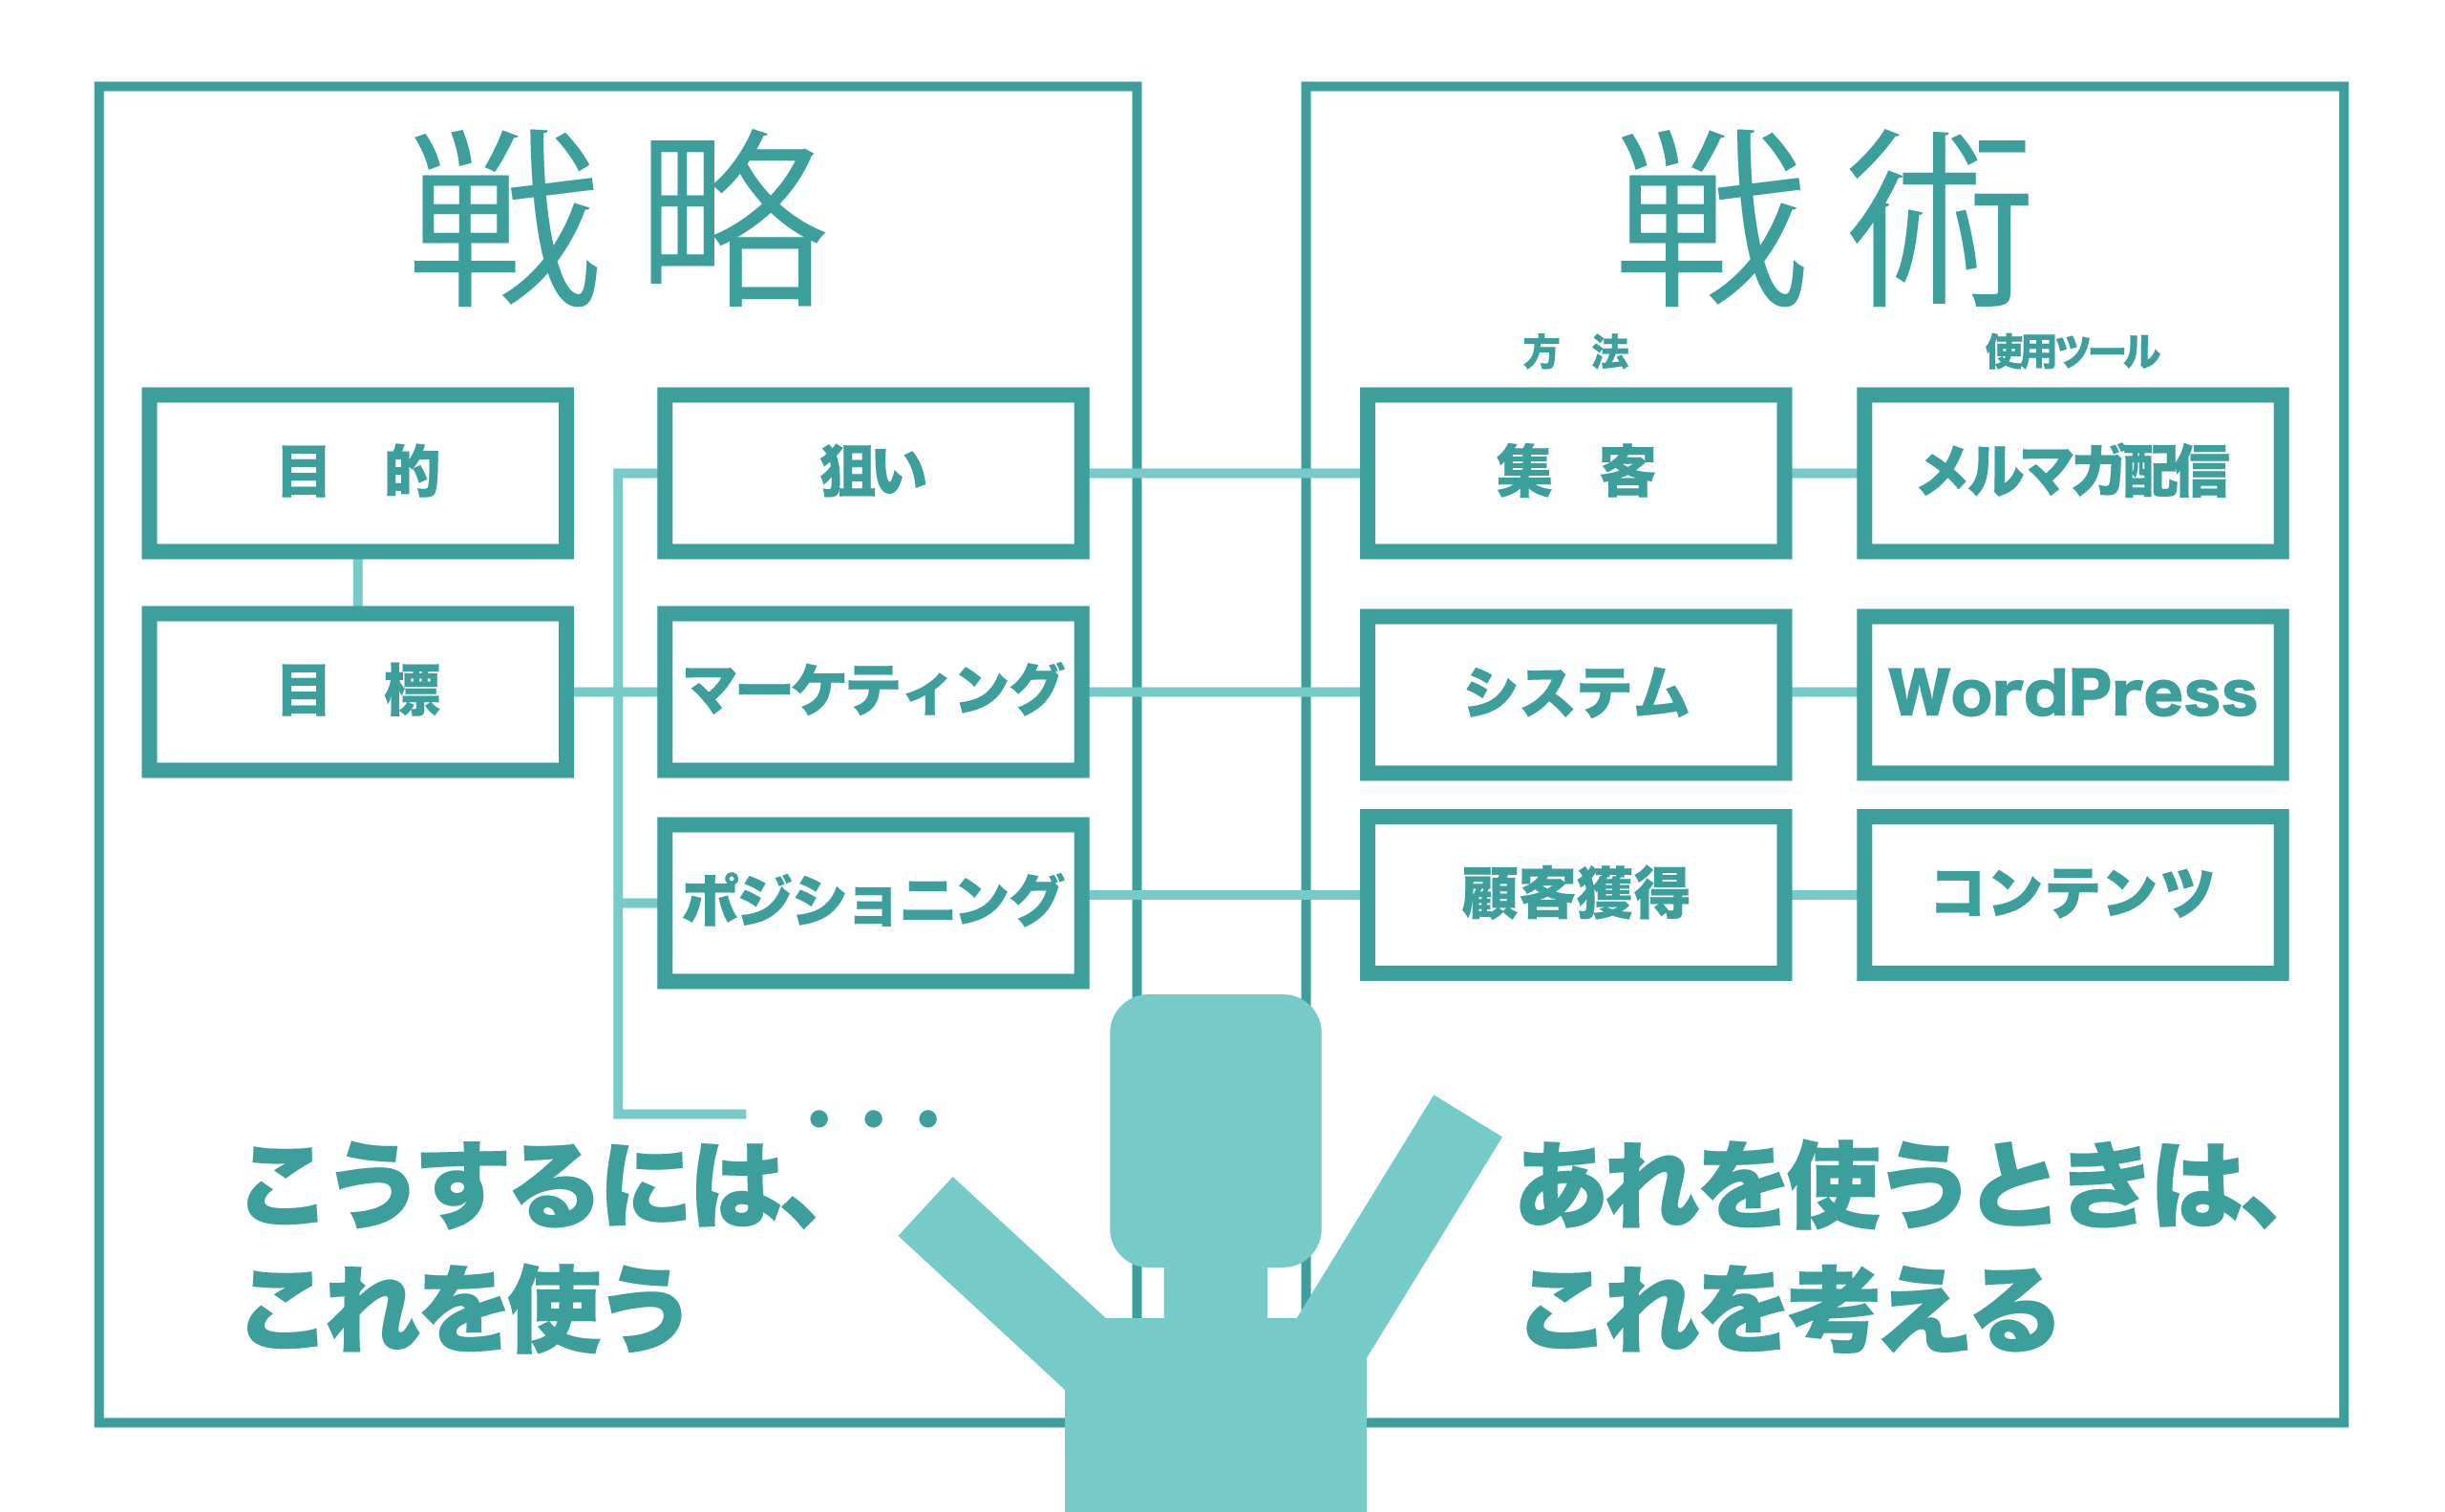 戦略
目的
狙い
目標
マーケティング
ポジショニング
・・・
こうするには、
これを使う
戦術
方法
使用ツール
集客
メルマガ配信
システム
WordPress
顧客獲得
コンテンツ
あれを使うときは、
これを考える